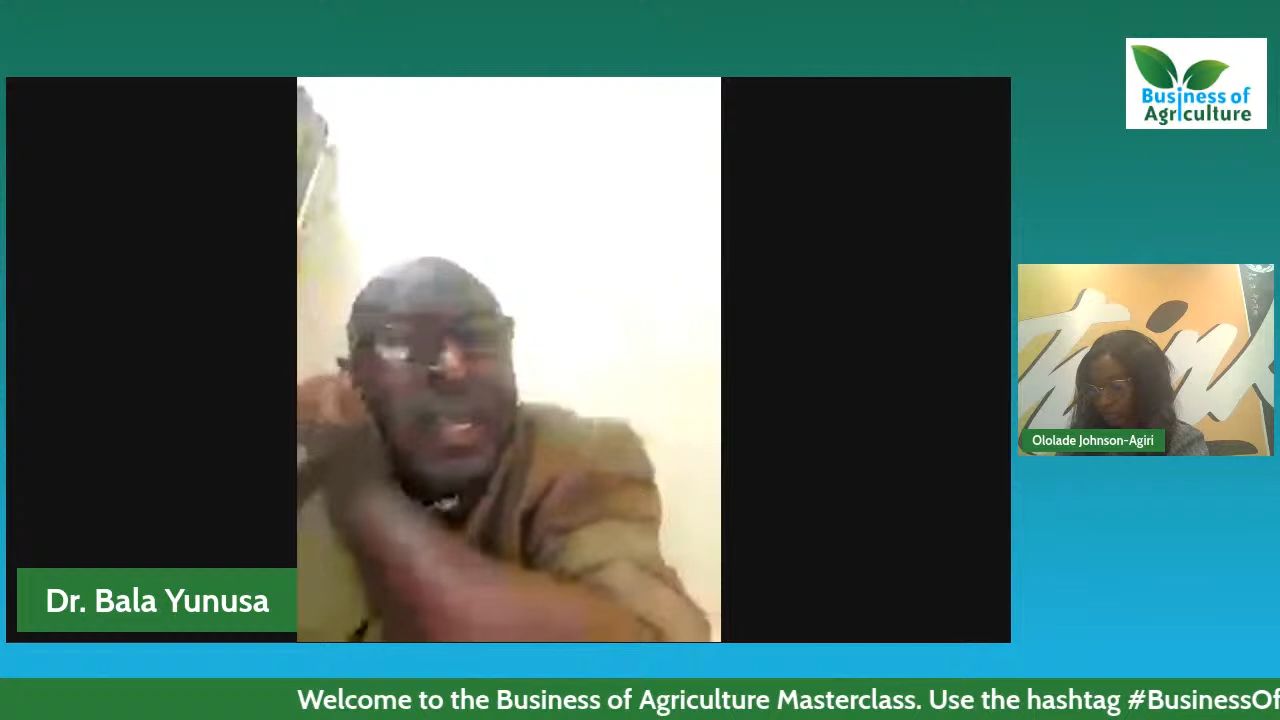 Business of
Agriculture
Think
Ololade Johnson-Agiri
Dr. Bala Yunusa
Welcome to the Business of Agriculture Masterclass. Use the hashtag #BusinessOf